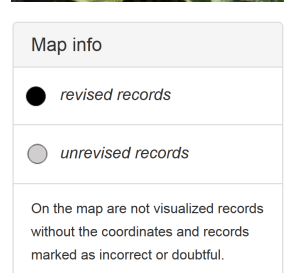 Map info
revised records
unrevised records
On the map are not visualized records
without the coordinates and records
marked as incorrect or doubtful.